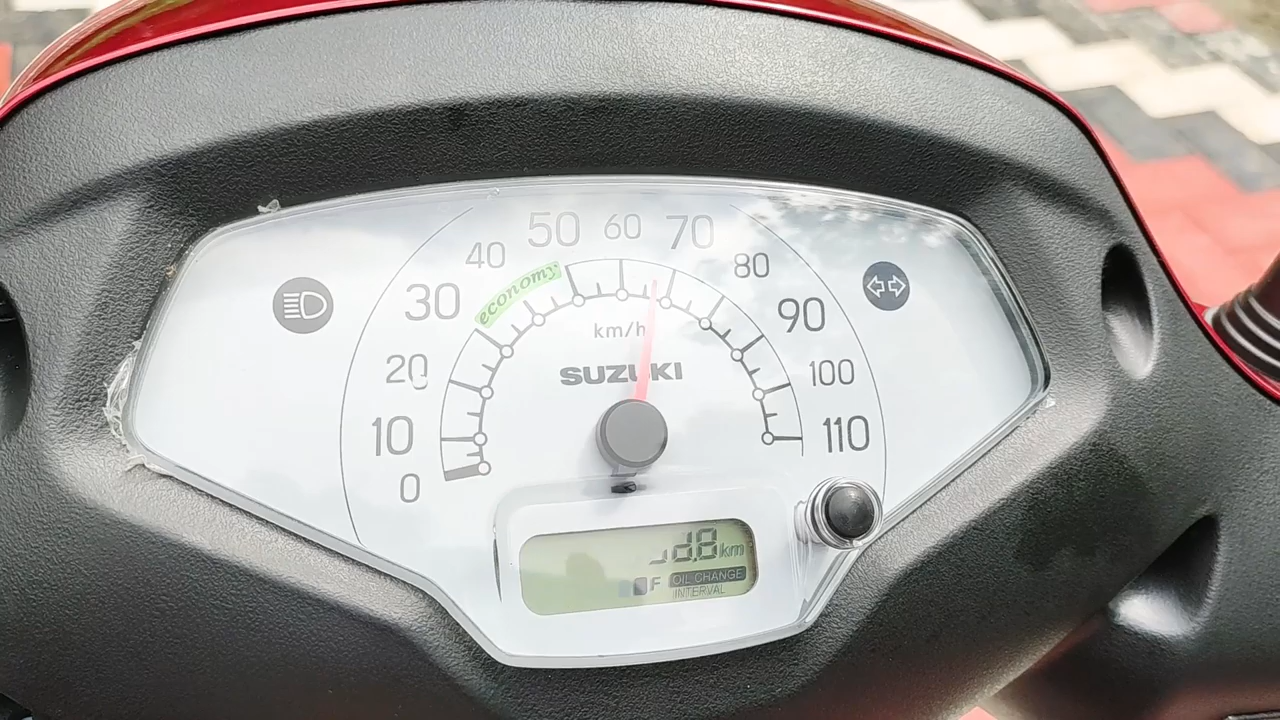 50 60 70
40 economy 80
30 90
km/h
20 SUZUKI 100
10 110
0
km
F OIL CHANGE
INTERVAL